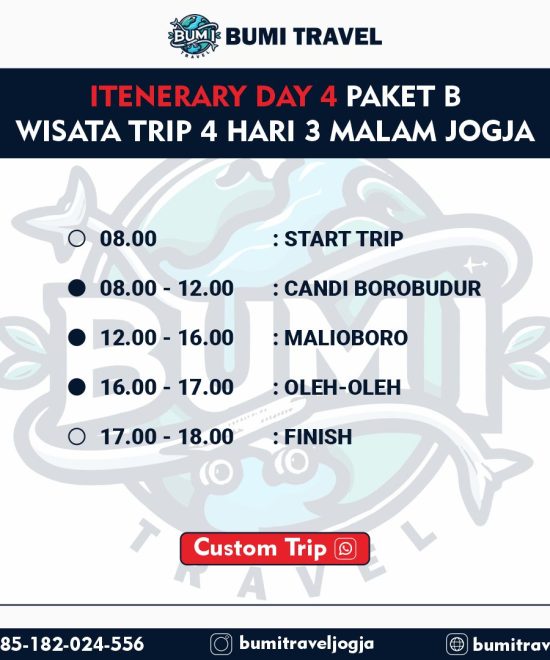 BUMI TRAVEL
BUMI TRAVEL
ITENERARY DAY 4 PAKET B
WISATA TRIP 4 HARI 3 MALAM JOGJA
08.00 : START TRIP
08.00 - 12.00 : CANDI BOROBUDUR
12.00 - 16.00 : MALIOBORO
16.00 - 17.00 : OLEH-OLEH
17.00 - 18.00 : FINISH
BUMI
TRAVEL
Custom Trip
85-182-024-556 bumitraveljogja bumitrav